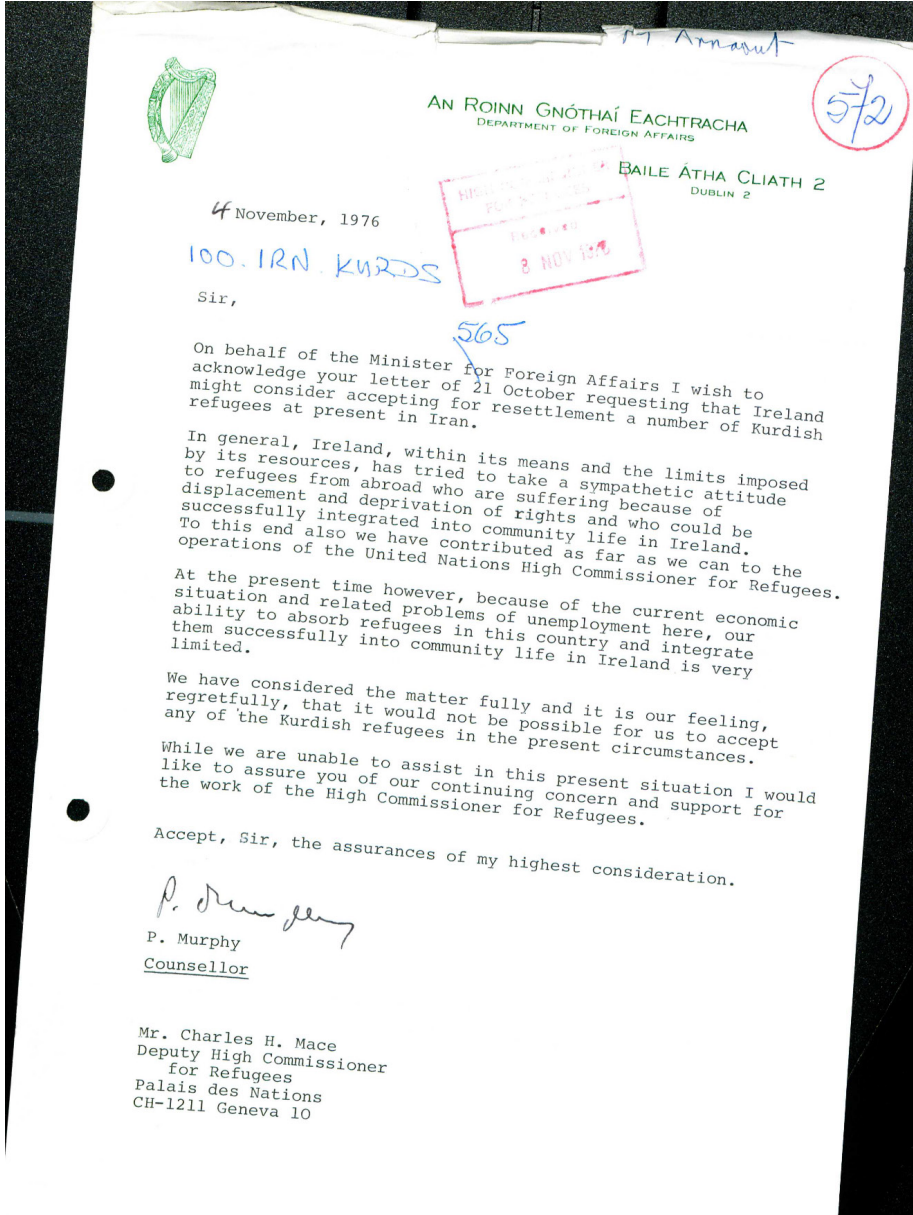 Arnaout
572
AN ROINN GNÓTHAÍ EACHTRACHA
DEPARTMENT OF FOREIGN AFFAIRS
BAILE ÁTHA CLIATH 2
DUBLIN 2
4 November, 1976
8 NOV 1976
100. IRN. KURDS
Sir,
565
On behalf of the Minister for Foreign Affairs I wish to
acknowledge your letter of 21 October requesting that Ireland
might consider accepting for resettlement a number of Kurdish
refugees at present in Iran.
In general, Ireland, within its means and the limits imposed
by its resources, has tried to take a sympathetic attitude
to refugees from abroad who are suffering because of
displacement and deprivation of rights and who could be
successfully integrated into community life in Ireland.
To this end also we have contributed as far as we can to the
operations of the United Nations High Commissioner for Refugees.
At the present time however, because of the current economic
situation and related problems of unemployment here, our
ability to absorb refugees in this country and integrate
them successfully into community life in Ireland is very
limited.
We have considered the matter fully and it is our feeling,
regretfully, that it would not be possible for us to accept
any of the Kurdish refugees in the present circumstances.
While we are unable to assist in this present situation I would
like to assure you of our continuing concern and support for
the work of the High Commissioner for Refugees.
Accept, Sir, the assurances of my highest consideration.
P. Murphy
P. Murphy
Counsellor
Mr. Charles H. Mace
Deputy High Commissioner
for Refugees
Palais des Nations
CH-1211 Geneva 10